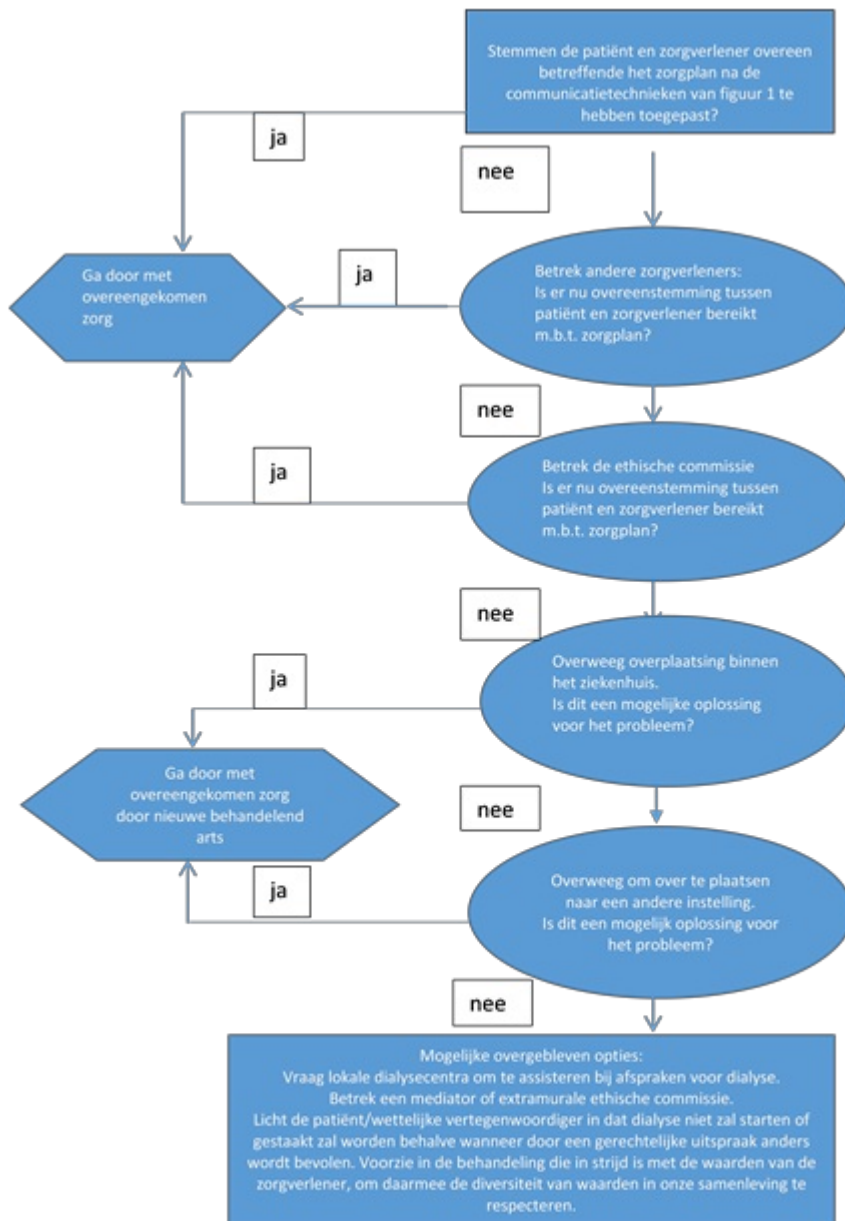 Stemmen de patiënt en zorgverlener overeen
betreffende het zorgplan na de
communicatietechnieken van figuur 1 te
hebben toegepast?
ja
nee
Ga door met
overeengekomen
zorg
ja
Betrek andere zorgverleners:
Is er nu overeenstemming tussen
patiënt en zorgverlener bereikt
m.b.t. zorgplan?
nee
ja
Betrek de ethische commissie
Is er nu overeenstemming tussen
patiënt en zorgverlener bereikt
m.b.t. zorgplan?
nee
ja
Overweeg overplaatsing binnen
het ziekenhuis.
Is dit een mogelijke oplossing
voor het probleem?
Ga door met
overeengekomen zorg
door nieuwe behandelend
arts
nee
ja
Overweeg om over te plaatsen
naar een andere instelling.
Is dit een mogelijk oplossing voor
het probleem?
nee
Mogelijke overgebleven opties:
Vraag lokale dialysecentra om te assisteren bij afspraken voor dialyse.
Betrek een mediator of extramurale ethische commissie.
Licht de patiënt/wettelijke vertegenwoordiger in dat dialyse niet zal starten of
gestaakt zal worden behalve wanneer door een gerechtelijke uitspraak anders
wordt bevolen. Voorzie in de behandeling die in strijd is met de waarden van de
zorgverlener, om daarmee de diversiteit van waarden in onze samenleving te
respecteren.